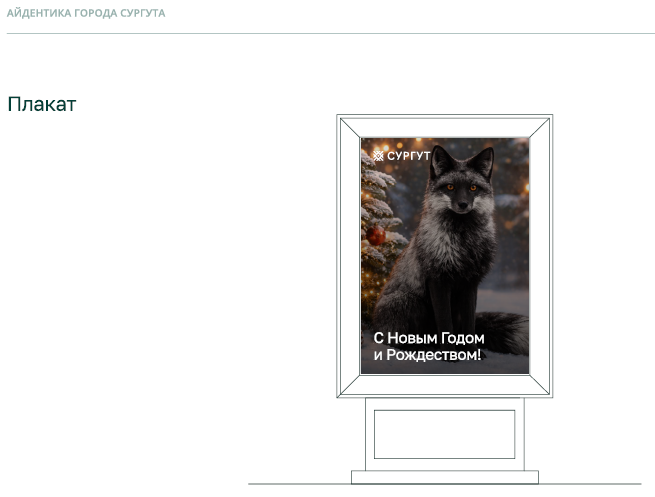 АЙДЕНТИКА ГОРОДА СУРГУТА
Плакат
СУРГУТ
С Новым Годом
и Рождеством!